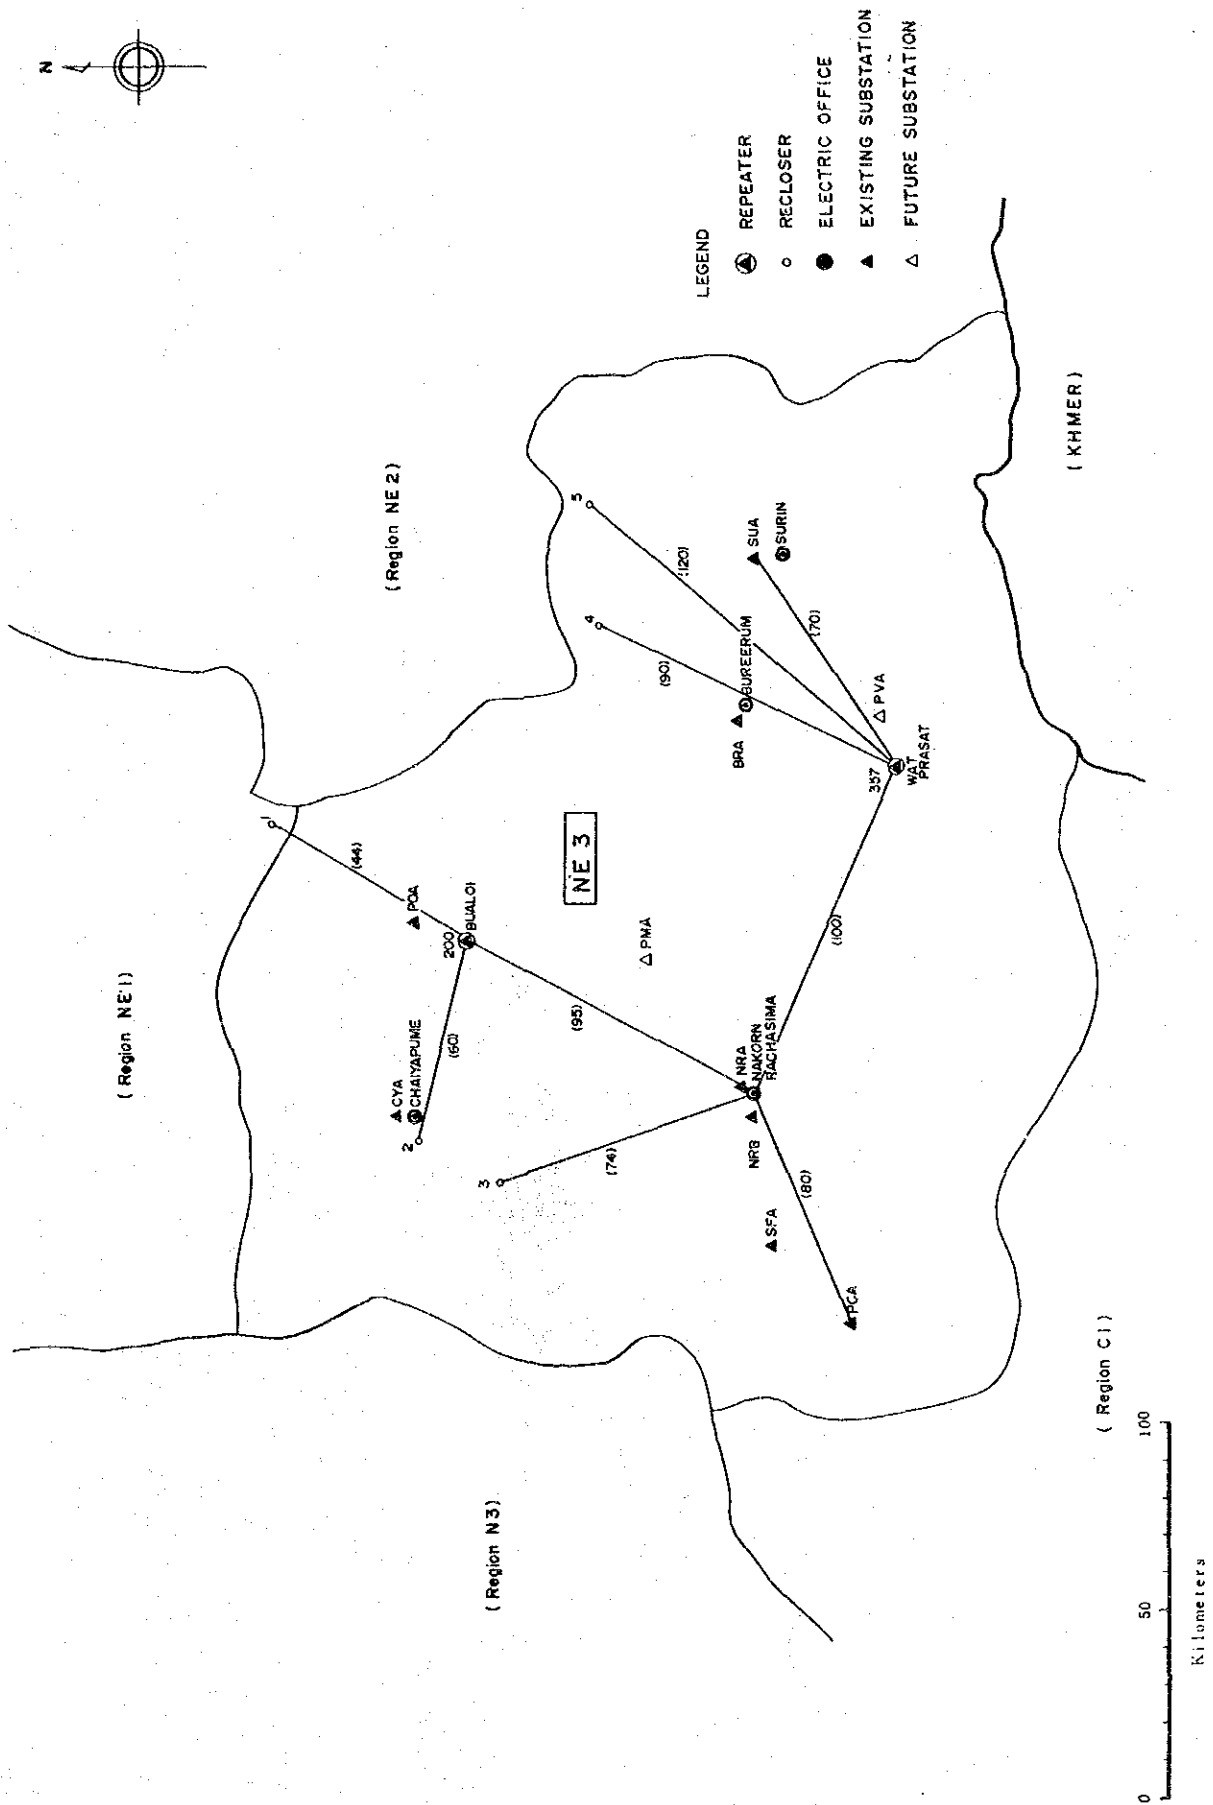 N
(Region NE 1)
(Region NE 2)
(Region N3)
(Region C1)
(KHMER)
NE 3
1
(44)
POA
200
BUALOI
CYA
CHAIYAPUME
2
(60)
(95)
3
(74)
PMA
NRA
NAKORN
RACHASIMA
NRB
SFA
(80)
PCA
(100)
4
(90)
5
(120)
BRA
BUREERUM
SUA
SURIN
(70)
PVA
357
WAT
PRASAT
LEGEND
REPEATER
RECLOSER
ELECTRIC OFFICE
EXISTING SUBSTATION
FUTURE SUBSTATION
0 50 100
Kilometers